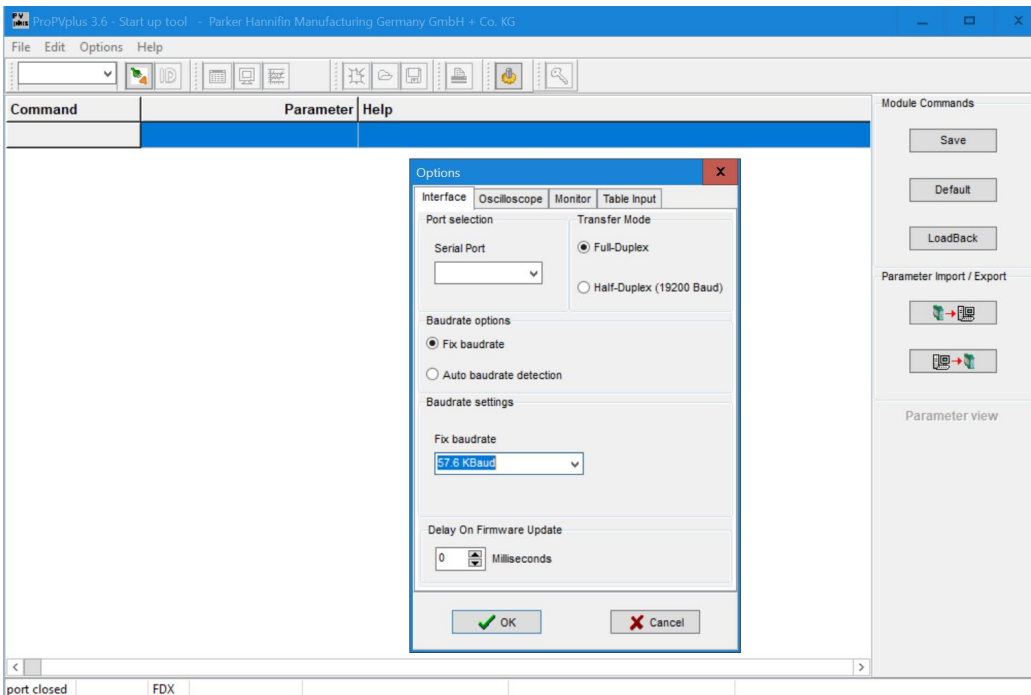 ProPVplus 3.6 - Start up tool - Parker Hannifin Manufacturing Germany GmbH + Co. KG
File Edit Options Help
Command Parameter Help
Module Commands
Save
Default
LoadBack
Parameter Import / Export
Parameter view
Options
Interface Oscilloscope Monitor Table Input
Port selection
Serial Port
Transfer Mode
Full-Duplex
Half-Duplex (19200 Baud)
Baudrate options
Fix baudrate
Auto baudrate detection
Baudrate settings
Fix baudrate
57.6 KBaud
Delay On Firmware Update
0 Milliseconds
OK Cancel
port closed FDX